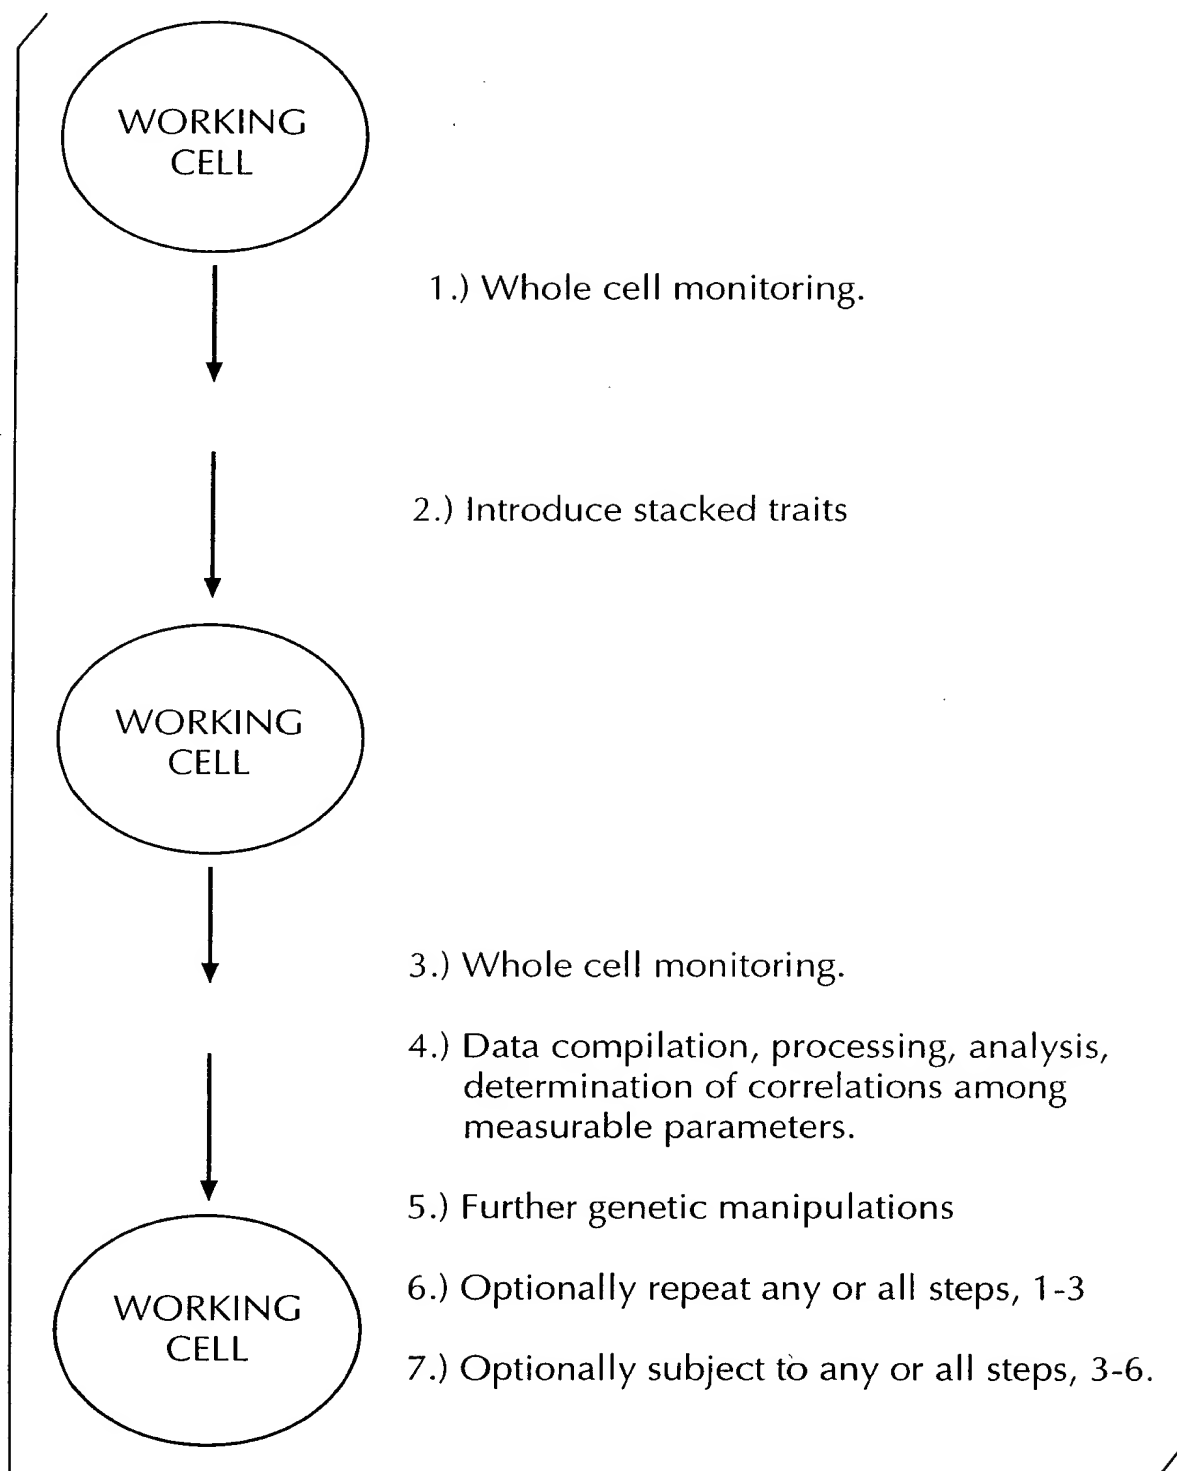 WORKING
CELL
1.) Whole cell monitoring.
2.) Introduce stacked traits
WORKING
CELL
3.) Whole cell monitoring.
4.) Data compilation, processing, analysis,
determination of correlations among
measurable parameters.
5.) Further genetic manipulations
6.) Optionally repeat any or all steps, 1-3
WORKING
CELL
7.) Optionally subject to any or all steps, 3-6.